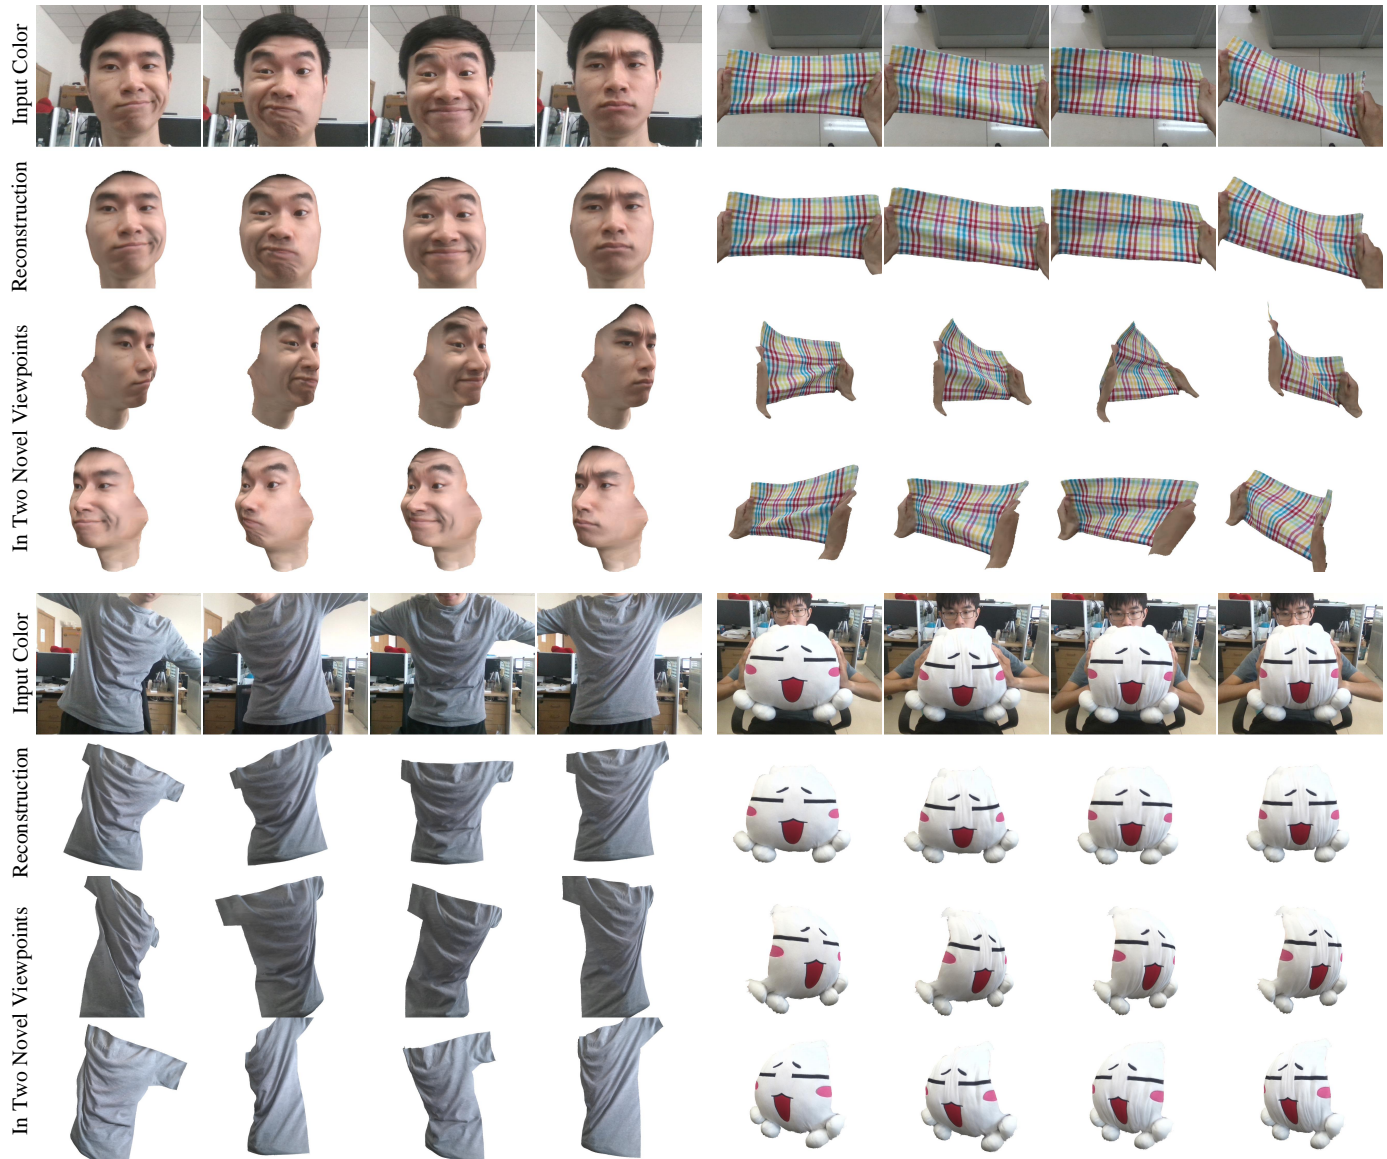 Input Color
Reconstruction
In Two Novel Viewpoints
Input Color
Reconstruction
In Two Novel Viewpoints